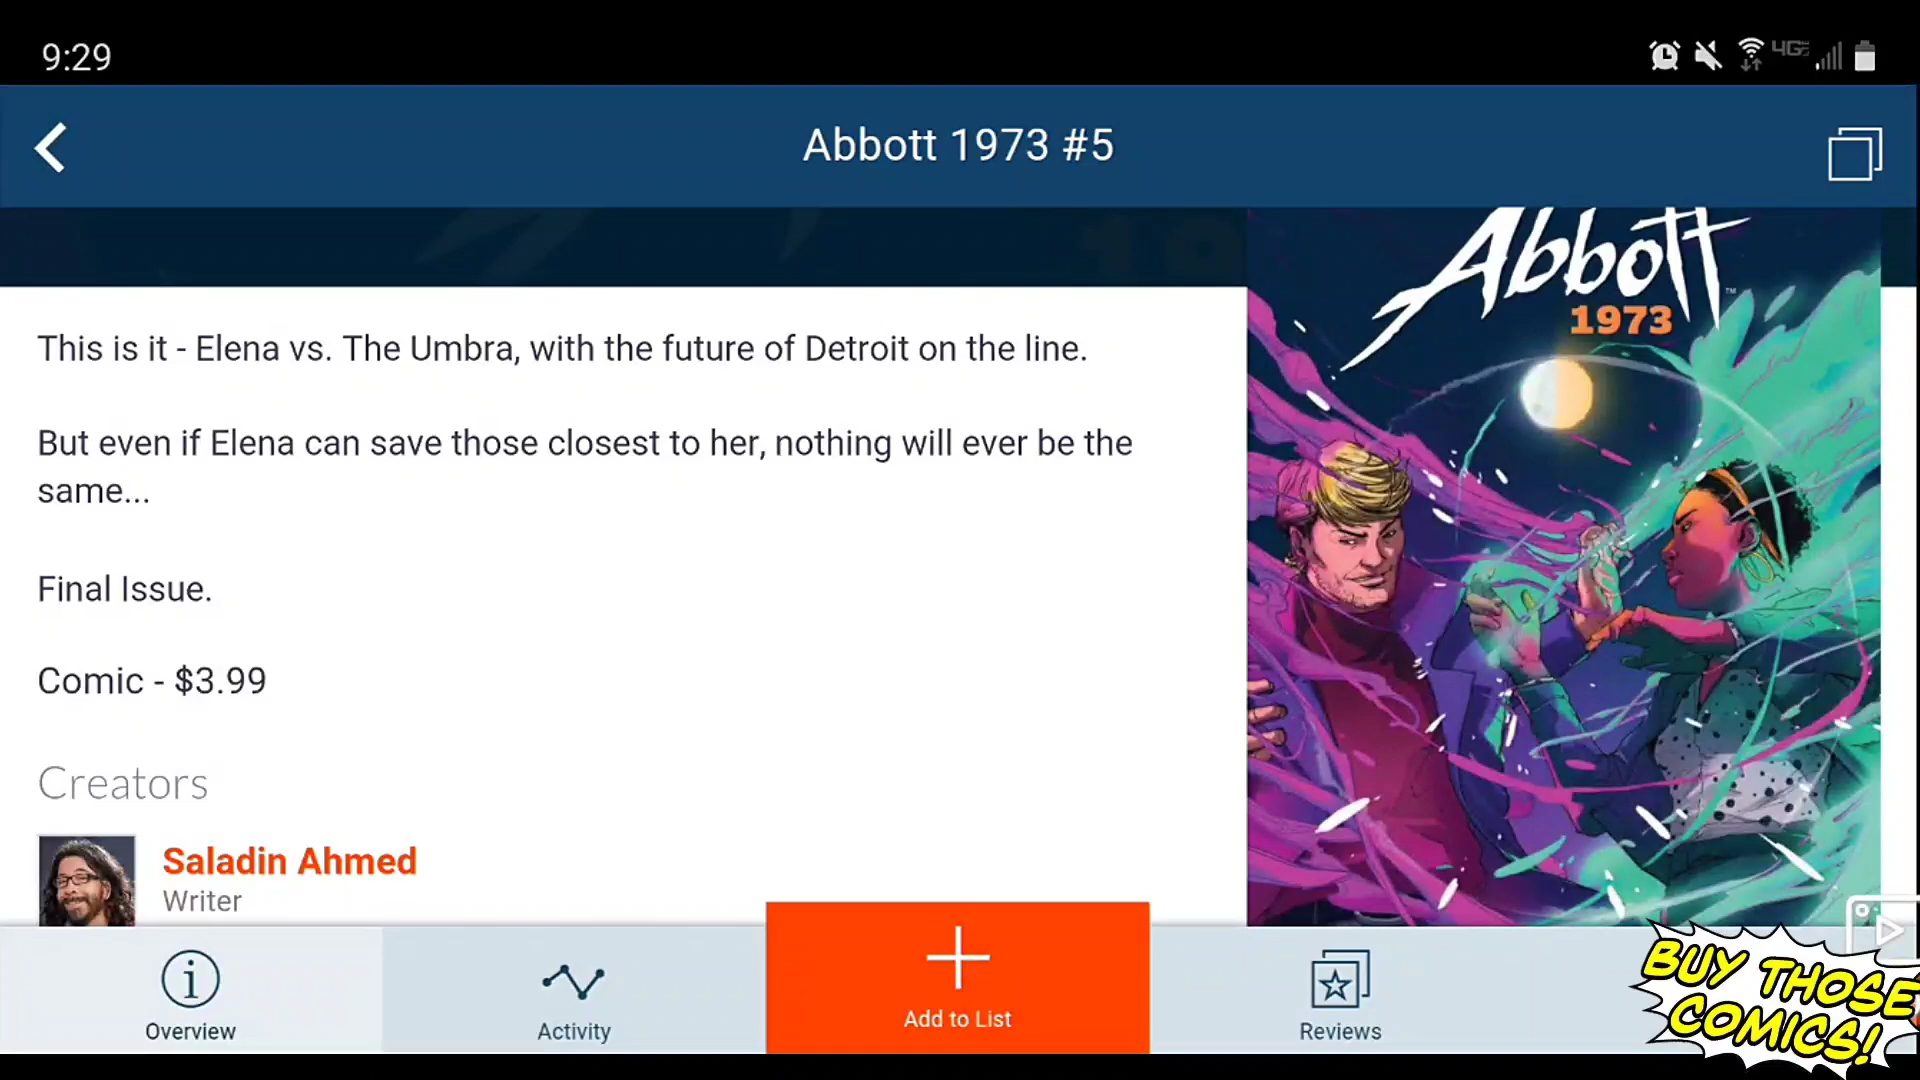 9:29
4GE
Abbott 1973 #5
Abbott
TM
1973
This is it - Elena vs. The Umbra, with the future of Detroit on the line.
But even if Elena can save those closest to her, nothing will ever be the
same...
Final Issue.
Comic - $3.99
Creators
Saladin Ahmed
Writer
Overview
Activity
Add to List
Reviews
BUY THOSE
COMICS!